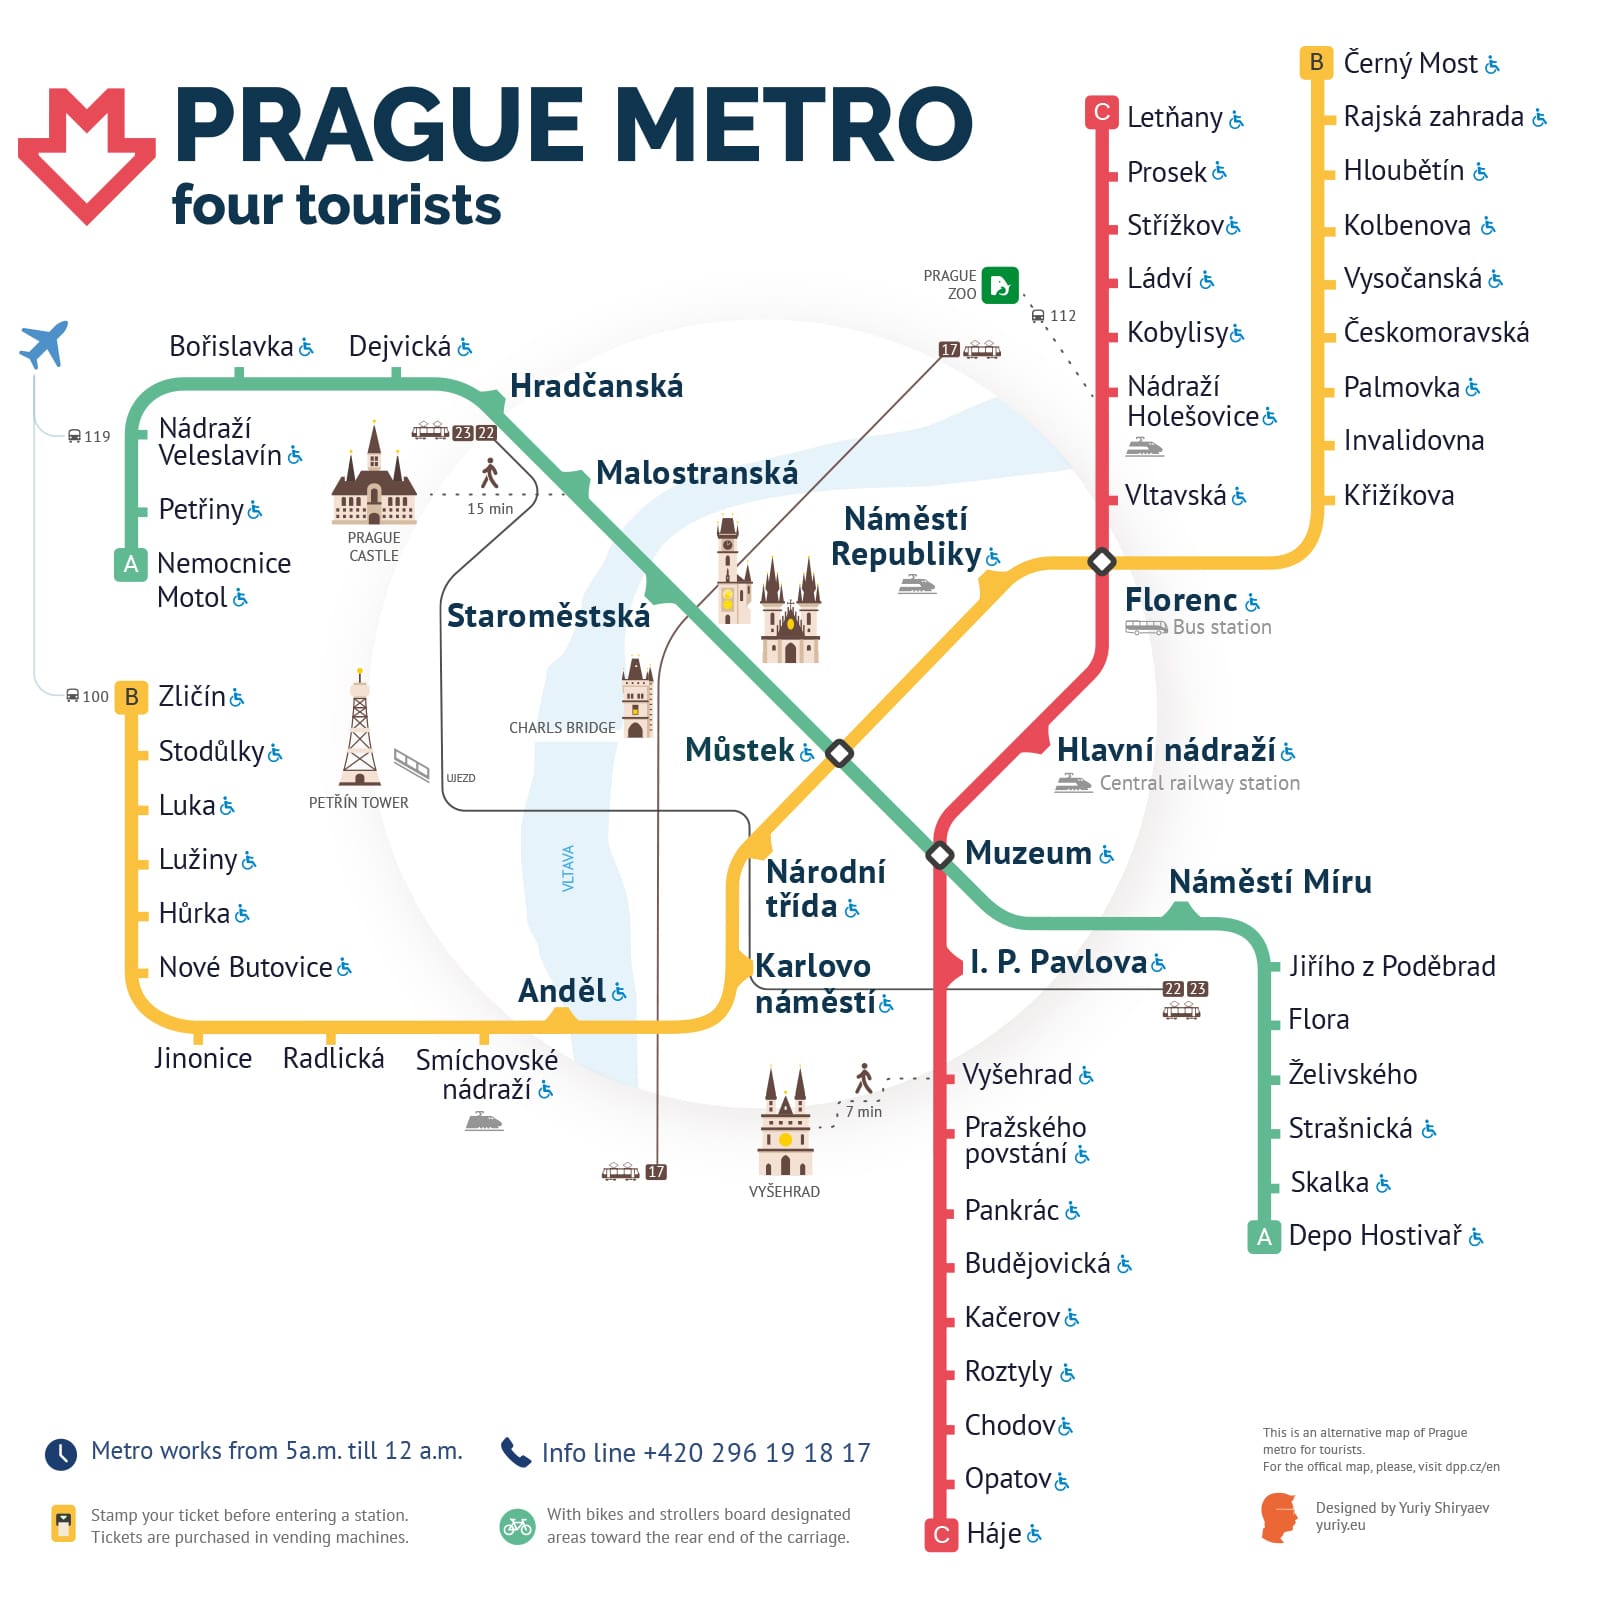 PRAGUE METRO
four tourists
B
Černý Most
Rajská zahrada
Hloubětín
Kolbenova
Vysočanská
Českomoravská
Palmovka
Invalidovna
Křižíkova
C
Letňany
Prosek
Střížkov
Ládví
Kobylisy
Nádraží
Holešovice
Vltavská
PRAGUE
ZOO
112
17
Bořislavka
Dejvická
Hradčanská
119
Nádraží
Veleslavín
Petřiny
A
Nemocnice
Motol
23 22
15 min
PRAGUE
CASTLE
Malostranská
Náměstí
Republiky
Staroměstská
Florenc
Bus station
100
B
Zličín
Stodůlky
Luka
Lužiny
Hůrka
Nové Butovice
PETŘÍN TOWER
UJEZD
CHARLS BRIDGE
Můstek
Hlavní nádraží
Central railway station
VLTAVA
Národní
třída
Muzeum
Náměstí Míru
Anděl
Karlovo
náměstí
I. P. Pavlova
22 23
Jiřího z Poděbrad
Flora
Želivského
Strašnická
Skalka
A
Depo Hostivař
Jinonice
Radlická
Smíchovské
nádraží
17
VYŠEHRAD
7 min
Vyšehrad
Pražského
povstání
Pankrác
Budějovická
Kačerov
Roztyly
Chodov
Opatov
C
Háje
Metro works from 5a.m. till 12 a.m.
Info line +420 296 19 18 17
Stamp your ticket before entering a station.
Tickets are purchased in vending machines.
With bikes and strollers board designated
areas toward the rear end of the carriage.
This is an alternative map of Prague
metro for tourists.
For the offical map, please, visit dpp.cz/en
Designed by Yuriy Shiryaev
yuriy.eu